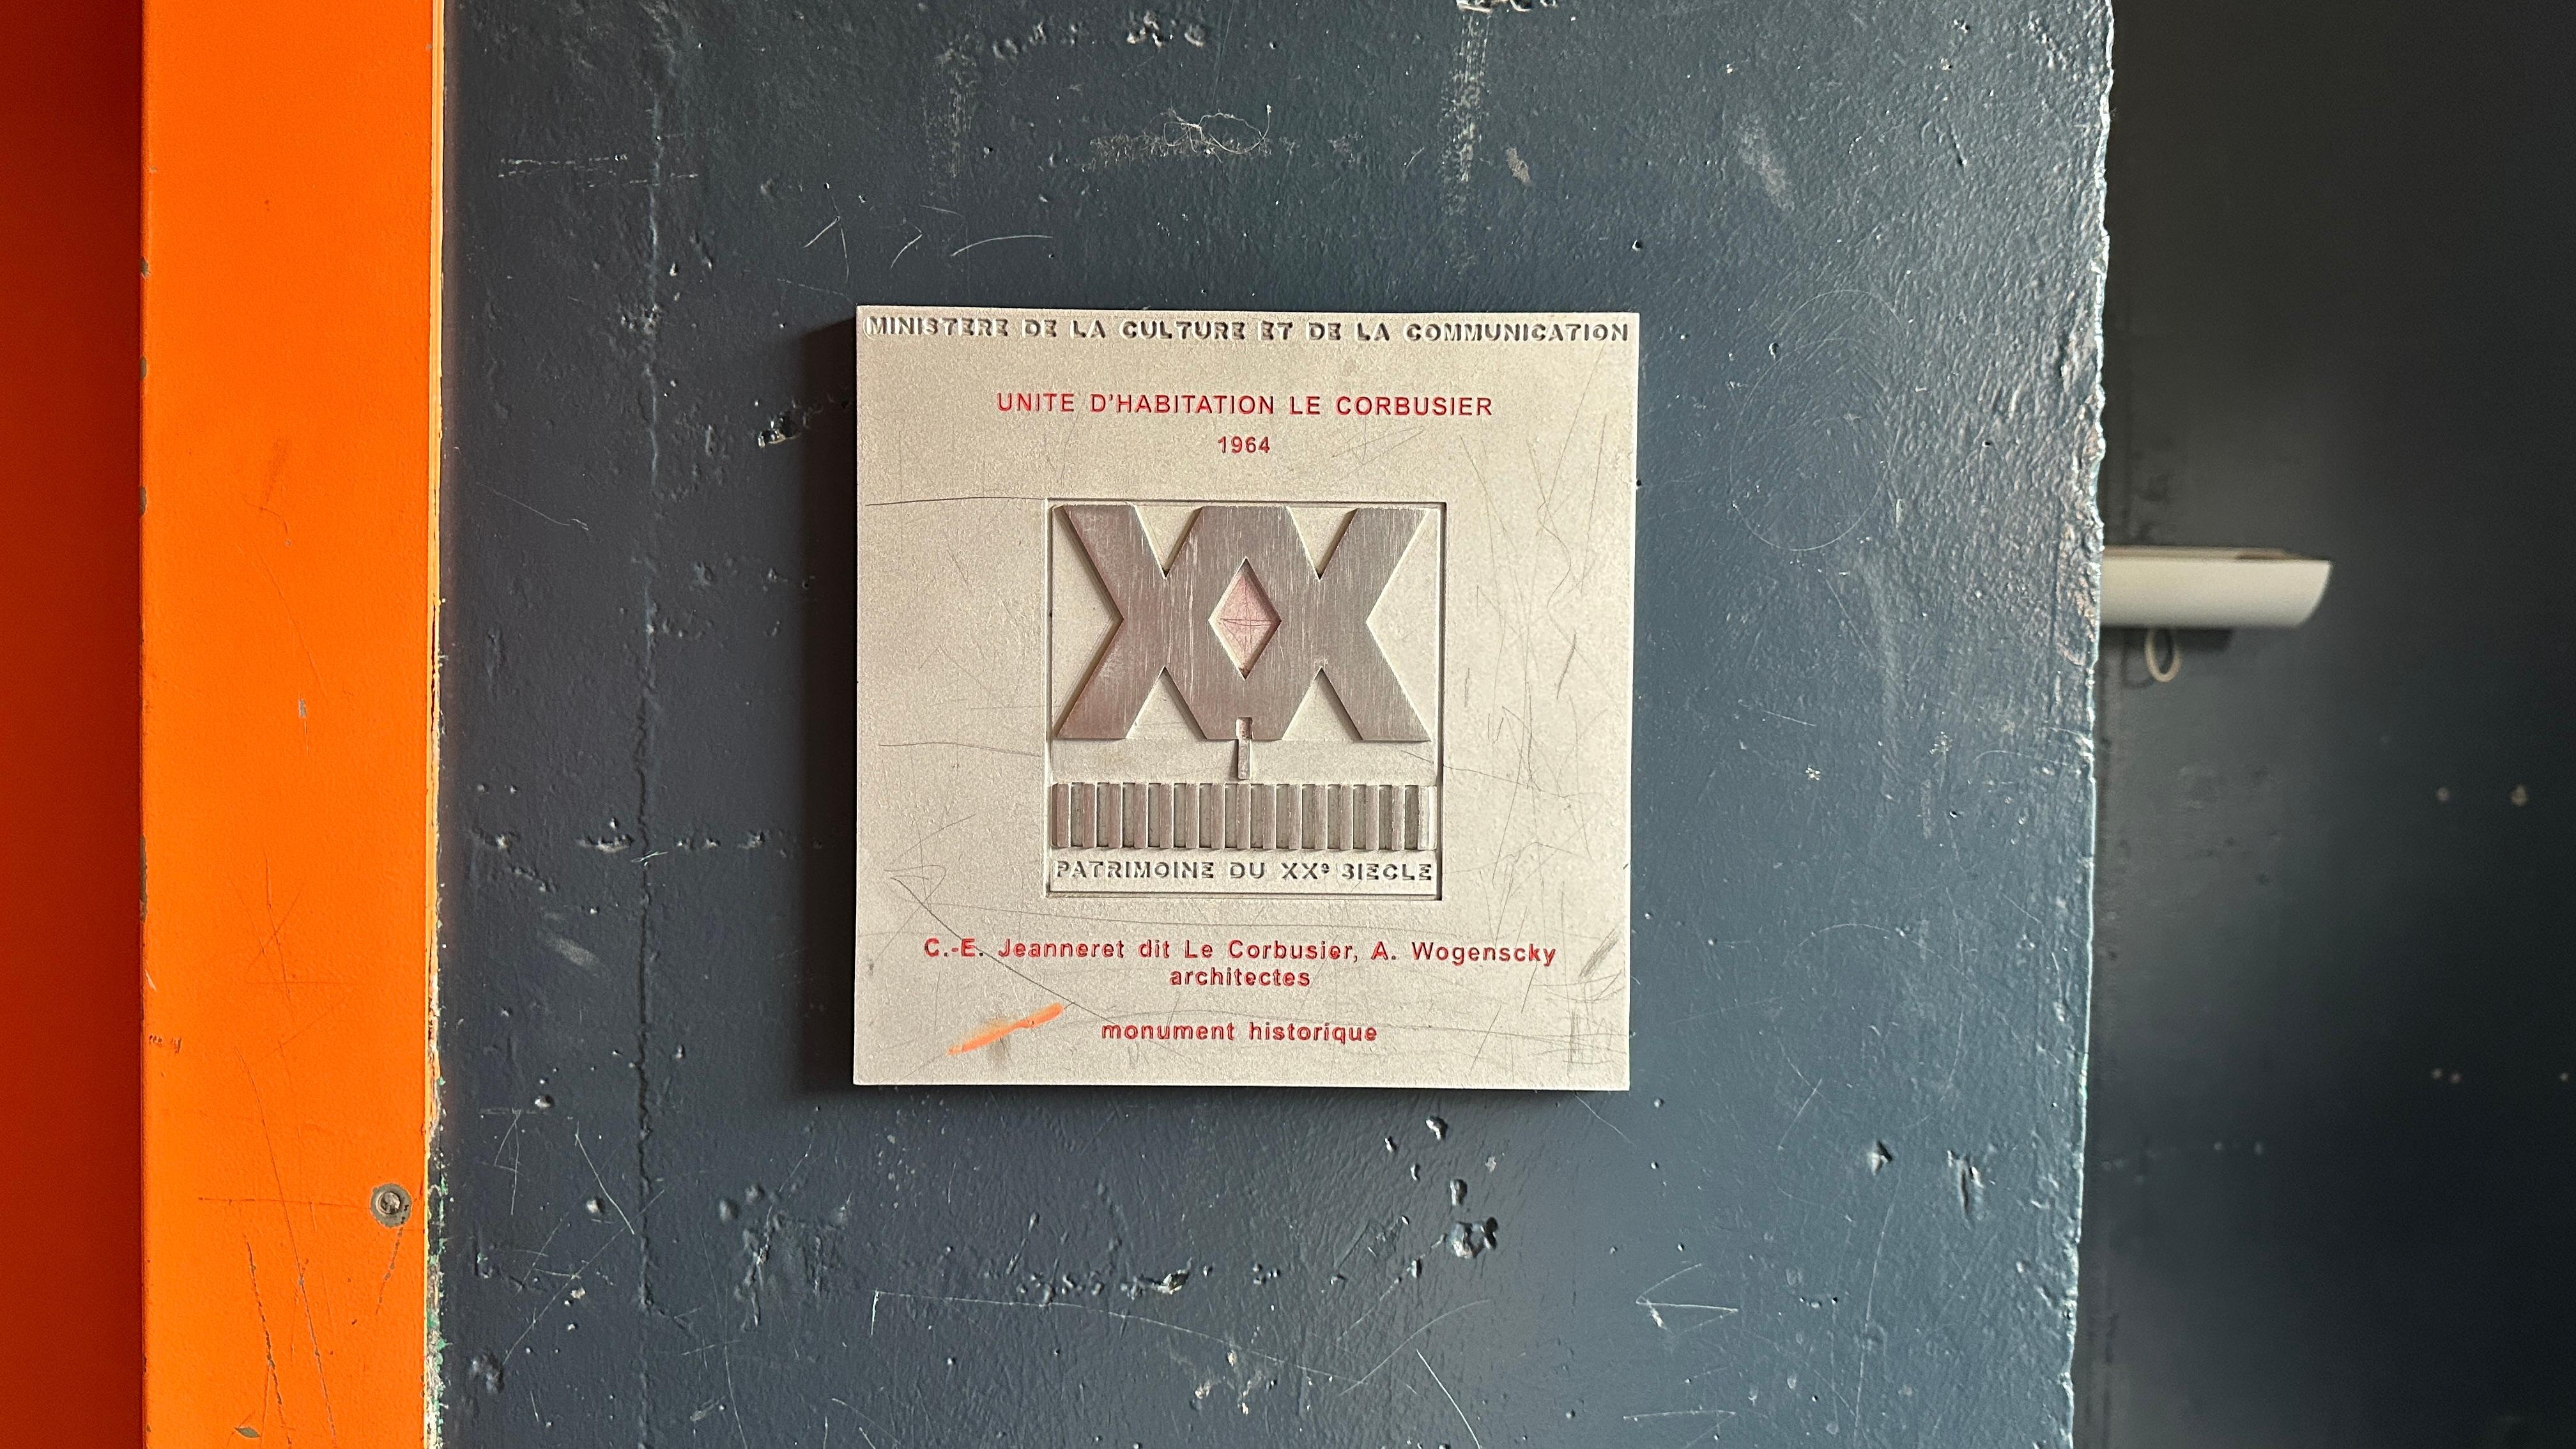 MINISTERE DE LA CULTURE ET DE LA COMMUNICATION
UNITE D'HABITATION LE CORBUSIER
1964
XX
PATRIMOINE DU XXe SIECLE
C.-E. Jeanneret dit Le Corbusier, A. Wogenscky
architectes
monument historique